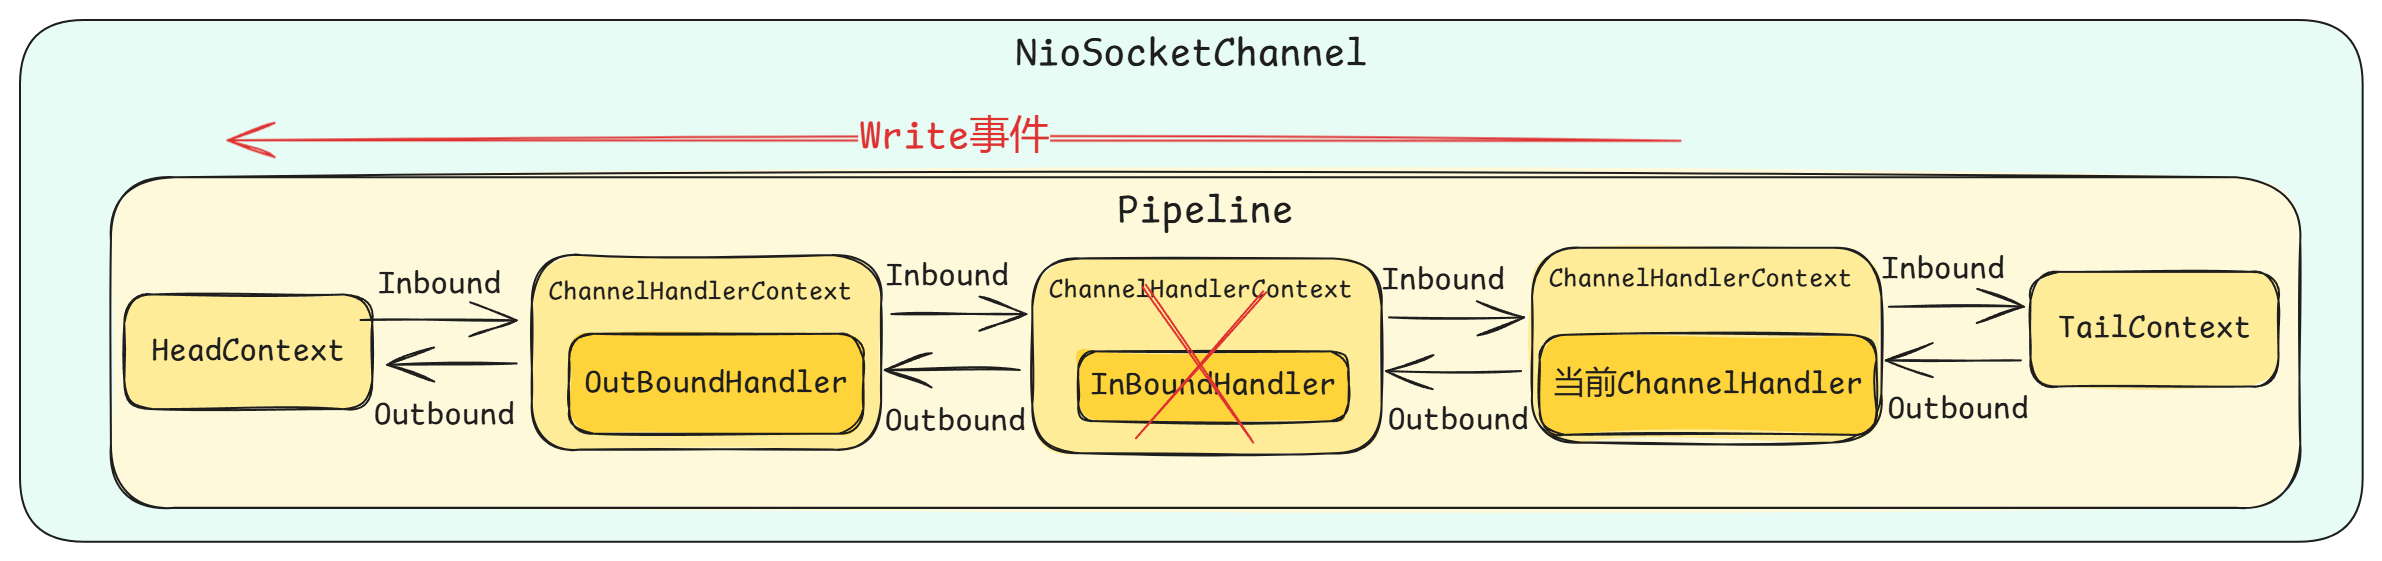 NioSocketChannel
Write事件
Pipeline
HeadContext
Inbound
Outbound
ChannelHandlerContext
OutBoundHandler
Inbound
Outbound
ChannelHandlerContext
InBoundHandler
Inbound
Outbound
ChannelHandlerContext
当前ChannelHandler
Inbound
Outbound
TailContext